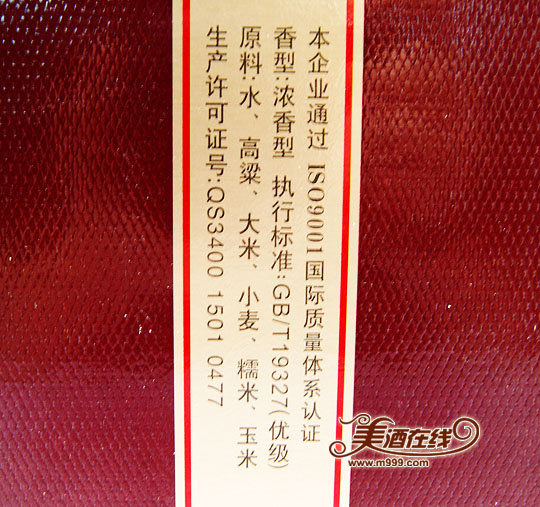 本企业通过 ISO9001国际质量体系认证
香型:浓香型 执行标准:GB/T19327(优级)
原料:水、高粱、大米、小麦、糯米、玉米
生产许可证号:QS3400 1501 0477
美酒在线
www.m999.com